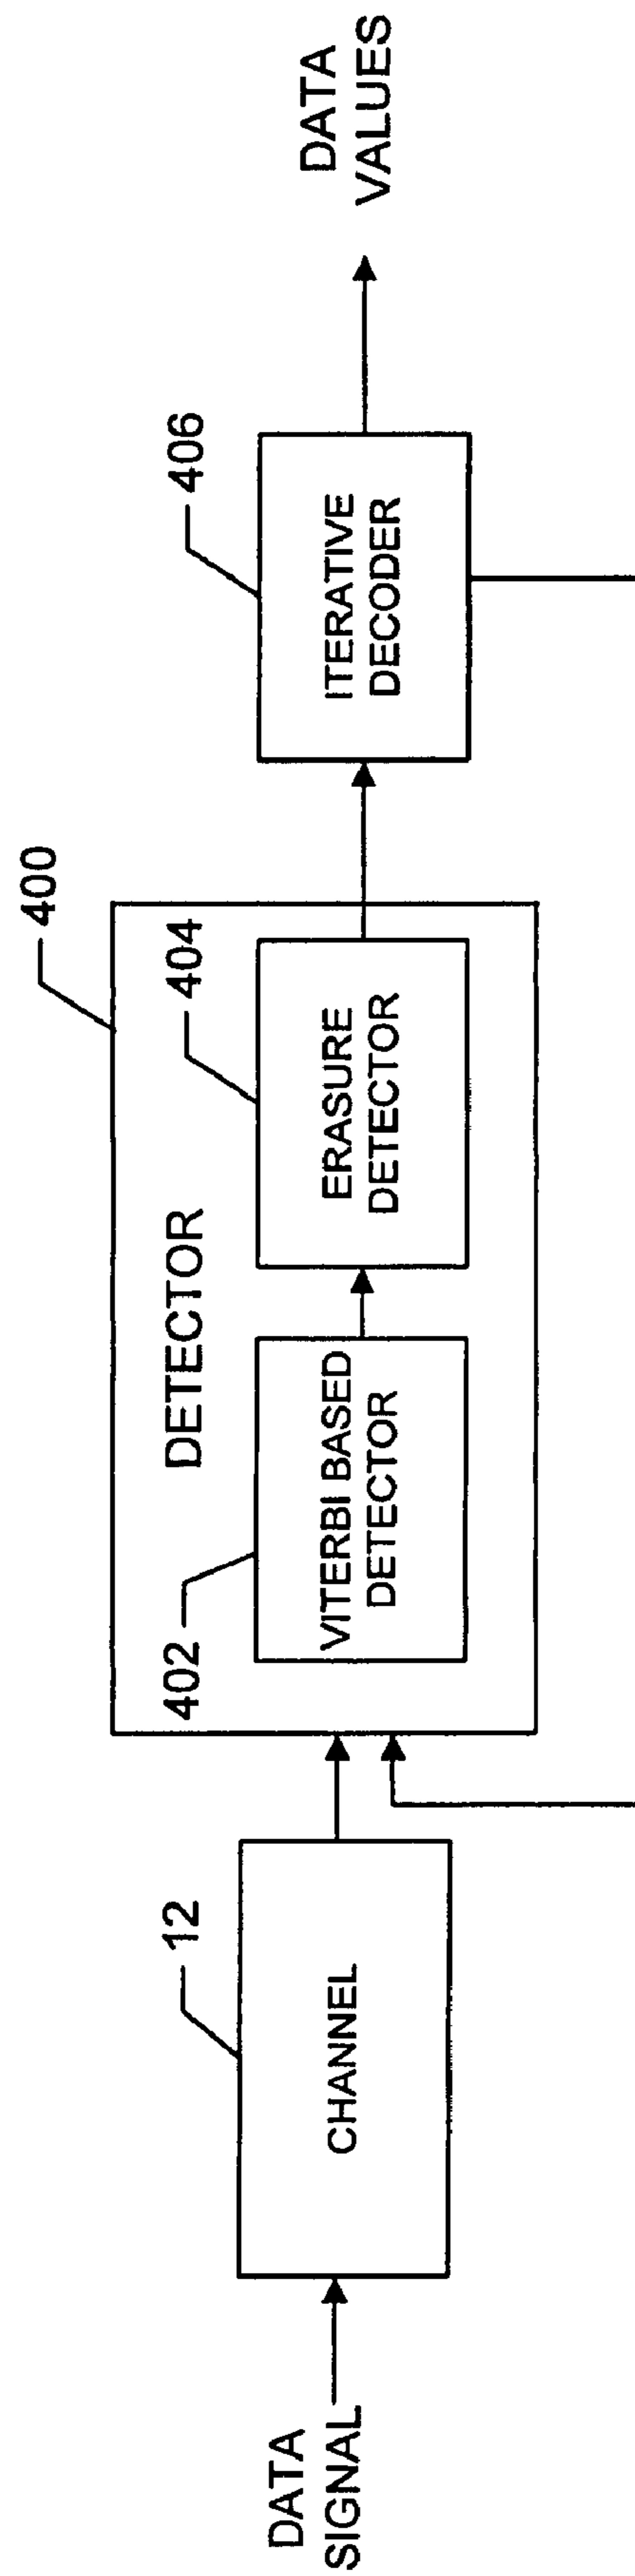 DATA
SIGNAL
12
CHANNEL
400
DETECTOR
402
VITERBI BASED
DETECTOR
404
ERASURE
DETECTOR
406
ITERATIVE
DECODER
DATA
VALUES